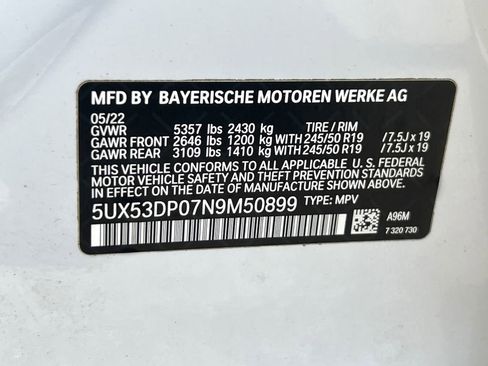 MFD BY BAYERISCHE MOTOREN WERKE AG
05/22
GVWR 5357 lbs 2430 kg TIRE / RIM
GAWR FRONT 2646 lbs 1200 kg WITH 245/50 R19 /7.5J x 19
GAWR REAR 3109 lbs 1410 kg WITH 245/50 R19 /7.5J x 19
THIS VEHICLE CONFORMS TO ALL APPLICABLE U. S. FEDERAL
MOTOR VEHICLE SAFETY STANDARDS IN EFFECT ON THE
DATE OF MANUFACTURE SHOWN ABOVE.
5UX53DP07N9M50899 TYPE: MPV
A96M
7 320 730